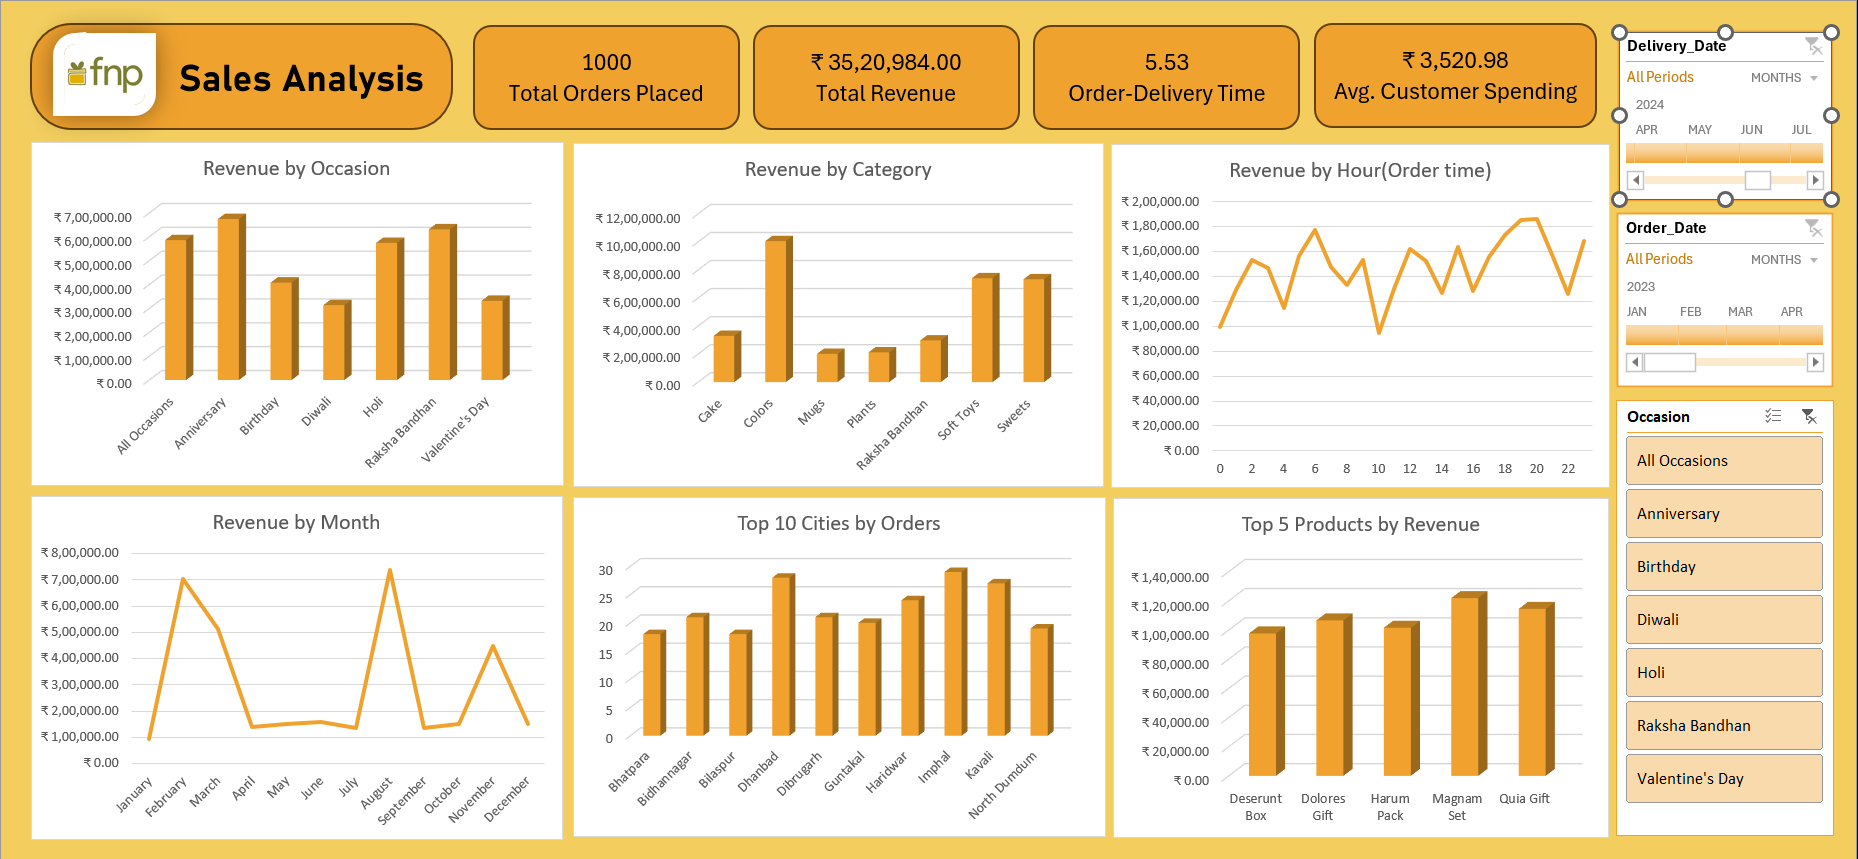 fnp
Sales Analysis
1000
Total Orders Placed
₹ 35,20,984.00
Total Revenue
5.53
Order-Delivery Time
₹ 3,520.98
Avg. Customer Spending
Delivery_Date
All Periods
MONTHS
2024
APR MAY JUN JUL
Order_Date
All Periods
MONTHS
2023
JAN FEB MAR APR
Occasion
All Occasions
Anniversary
Birthday
Diwali
Holi
Raksha Bandhan
Valentine's Day
Revenue by Occasion
₹ 7,00,000.00
₹ 6,00,000.00
₹ 5,00,000.00
₹ 4,00,000.00
₹ 3,00,000.00
₹ 2,00,000.00
₹ 1,00,000.00
₹ 0.00
All Occasions
Anniversary
Birthday
Diwali
Holi
Raksha Bandhan
Valentine's Day
Revenue by Category
₹ 12,00,000.00
₹ 10,00,000.00
₹ 8,00,000.00
₹ 6,00,000.00
₹ 4,00,000.00
₹ 2,00,000.00
₹ 0.00
Cake
Colors
Mugs
Plants
Raksha Bandhan
Soft Toys
Sweets
Revenue by Hour(Order time)
₹ 2,00,000.00
₹ 1,80,000.00
₹ 1,60,000.00
₹ 1,40,000.00
₹ 1,20,000.00
₹ 1,00,000.00
₹ 80,000.00
₹ 60,000.00
₹ 40,000.00
₹ 20,000.00
₹ 0.00
0 2 4 6 8 10 12 14 16 18 20 22
Revenue by Month
₹ 8,00,000.00
₹ 7,00,000.00
₹ 6,00,000.00
₹ 5,00,000.00
₹ 4,00,000.00
₹ 3,00,000.00
₹ 2,00,000.00
₹ 1,00,000.00
₹ 0.00
January
February
March
April
May
June
July
August
September
October
November
December
Top 10 Cities by Orders
30
25
20
15
10
5
0
Bhatpara
Bidhannagar
Bilaspur
Dhanbad
Dibrugarh
Guntakal
Haridwar
Imphal
Kavali
North Dumdum
Top 5 Products by Revenue
₹ 1,40,000.00
₹ 1,20,000.00
₹ 1,00,000.00
₹ 80,000.00
₹ 60,000.00
₹ 40,000.00
₹ 20,000.00
₹ 0.00
Deserunt Dolores Harum Magnam Quia Gift
Box Gift Pack Set